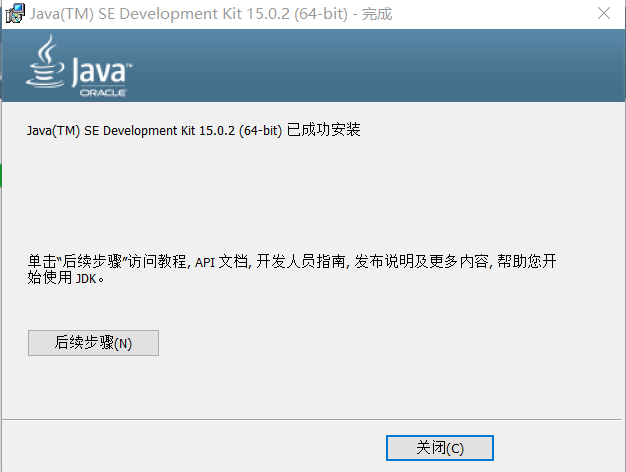 Java(TM) SE Development Kit 15.0.2 (64-bit) - 完成
Java™
ORACLE
Java(TM) SE Development Kit 15.0.2 (64-bit) 已成功安装
单击“后续步骤”访问教程, API 文档, 开发人员指南, 发布说明及更多内容, 帮助您开
始使用 JDK。
后续步骤(N)
关闭(C)